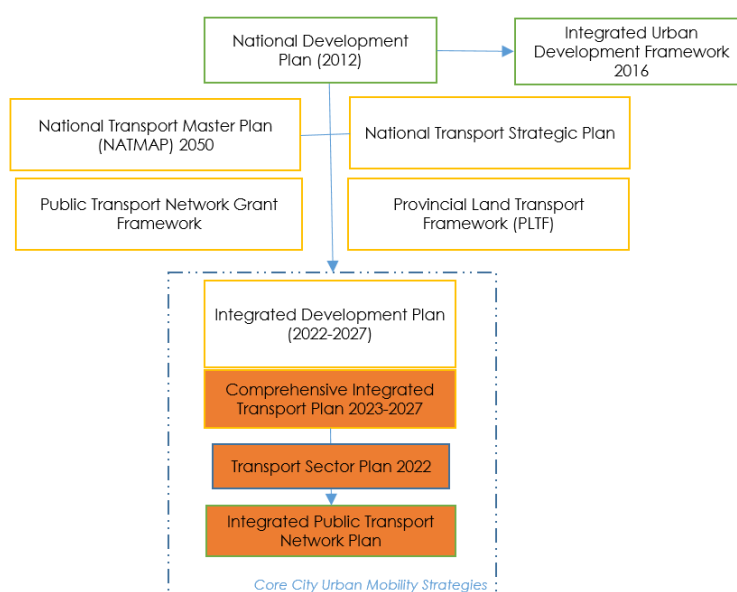 National Development
Plan (2012)
Integrated Urban
Development Framework
2016
National Transport Master Plan
(NATMAP) 2050
National Transport Strategic Plan
Public Transport Network Grant
Framework
Provincial Land Transport
Framework (PLTF)
Integrated Development Plan
(2022-2027)
Comprehensive Integrated
Transport Plan 2023-2027
Transport Sector Plan 2022
Integrated Public Transport
Network Plan
Core City Urban Mobility Strategies